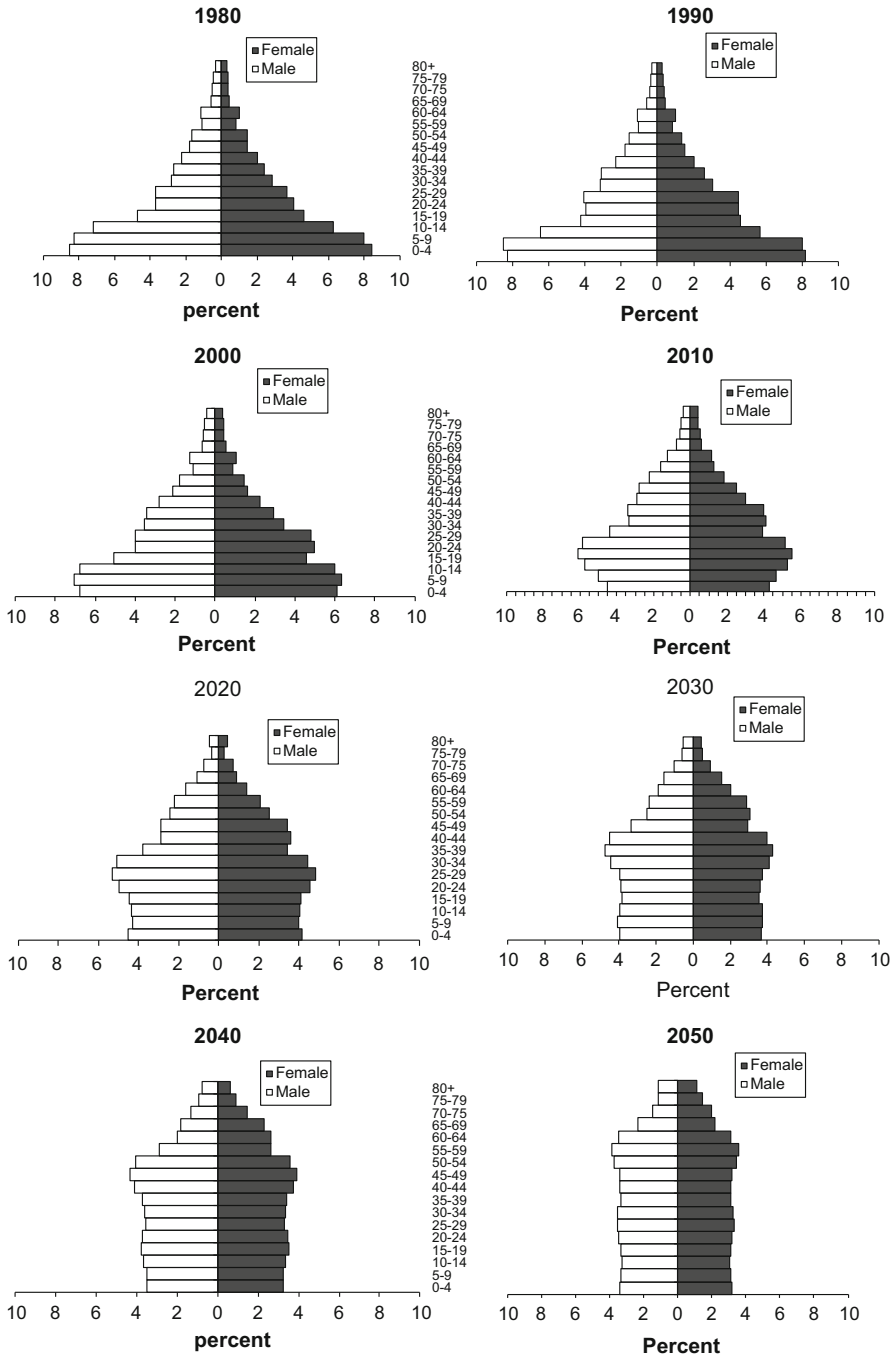 1980
Female
Male
80+
75-79
70-75
65-69
60-64
55-59
50-54
45-49
40-44
35-39
30-34
25-29
20-24
15-19
10-14
5-9
0-4
10 8 6 4 2 0 2 4 6 8 10
percent
1990
Female
Male
10 8 6 4 2 0 2 4 6 8 10
Percent
2000
Female
Male
80+
75-79
70-75
65-69
60-64
55-59
50-54
45-49
40-44
35-39
30-34
25-29
20-24
15-19
10-14
5-9
0-4
10 8 6 4 2 0 2 4 6 8 10
Percent
2010
Female
Male
10 8 6 4 2 0 2 4 6 8 10
Percent
2020
Female
Male
80+
75-79
70-75
65-69
60-64
55-59
50-54
45-49
40-44
35-39
30-34
25-29
20-24
15-19
10-14
5-9
0-4
10 8 6 4 2 0 2 4 6 8 10
Percent
2030
Female
Male
10 8 6 4 2 0 2 4 6 8 10
Percent
2040
Female
Male
80+
75-79
70-75
65-69
60-64
55-59
50-54
45-49
40-44
35-39
30-34
25-29
20-24
15-19
10-14
5-9
0-4
10 8 6 4 2 0 2 4 6 8 10
percent
2050
Female
Male
10 8 6 4 2 0 2 4 6 8 10
Percent